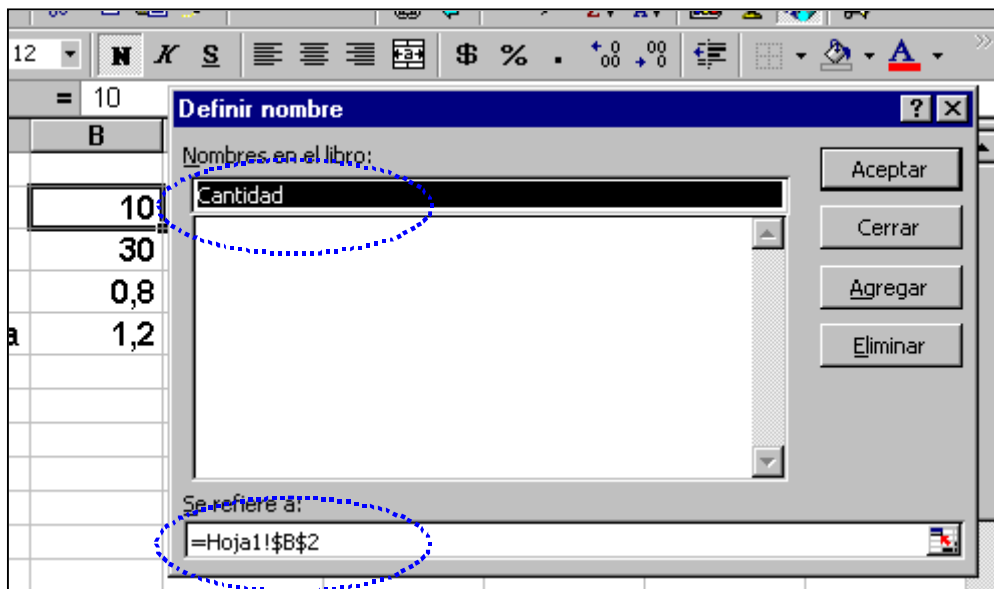 12 N K S $ % .
= 10
Definir nombre
B
Nombres en el libro:
Aceptar
Cantidad
10
Cerrar
30
0,8
Agregar
a 1,2
Eliminar
Se refiere a:
=Hoja1!$B$2